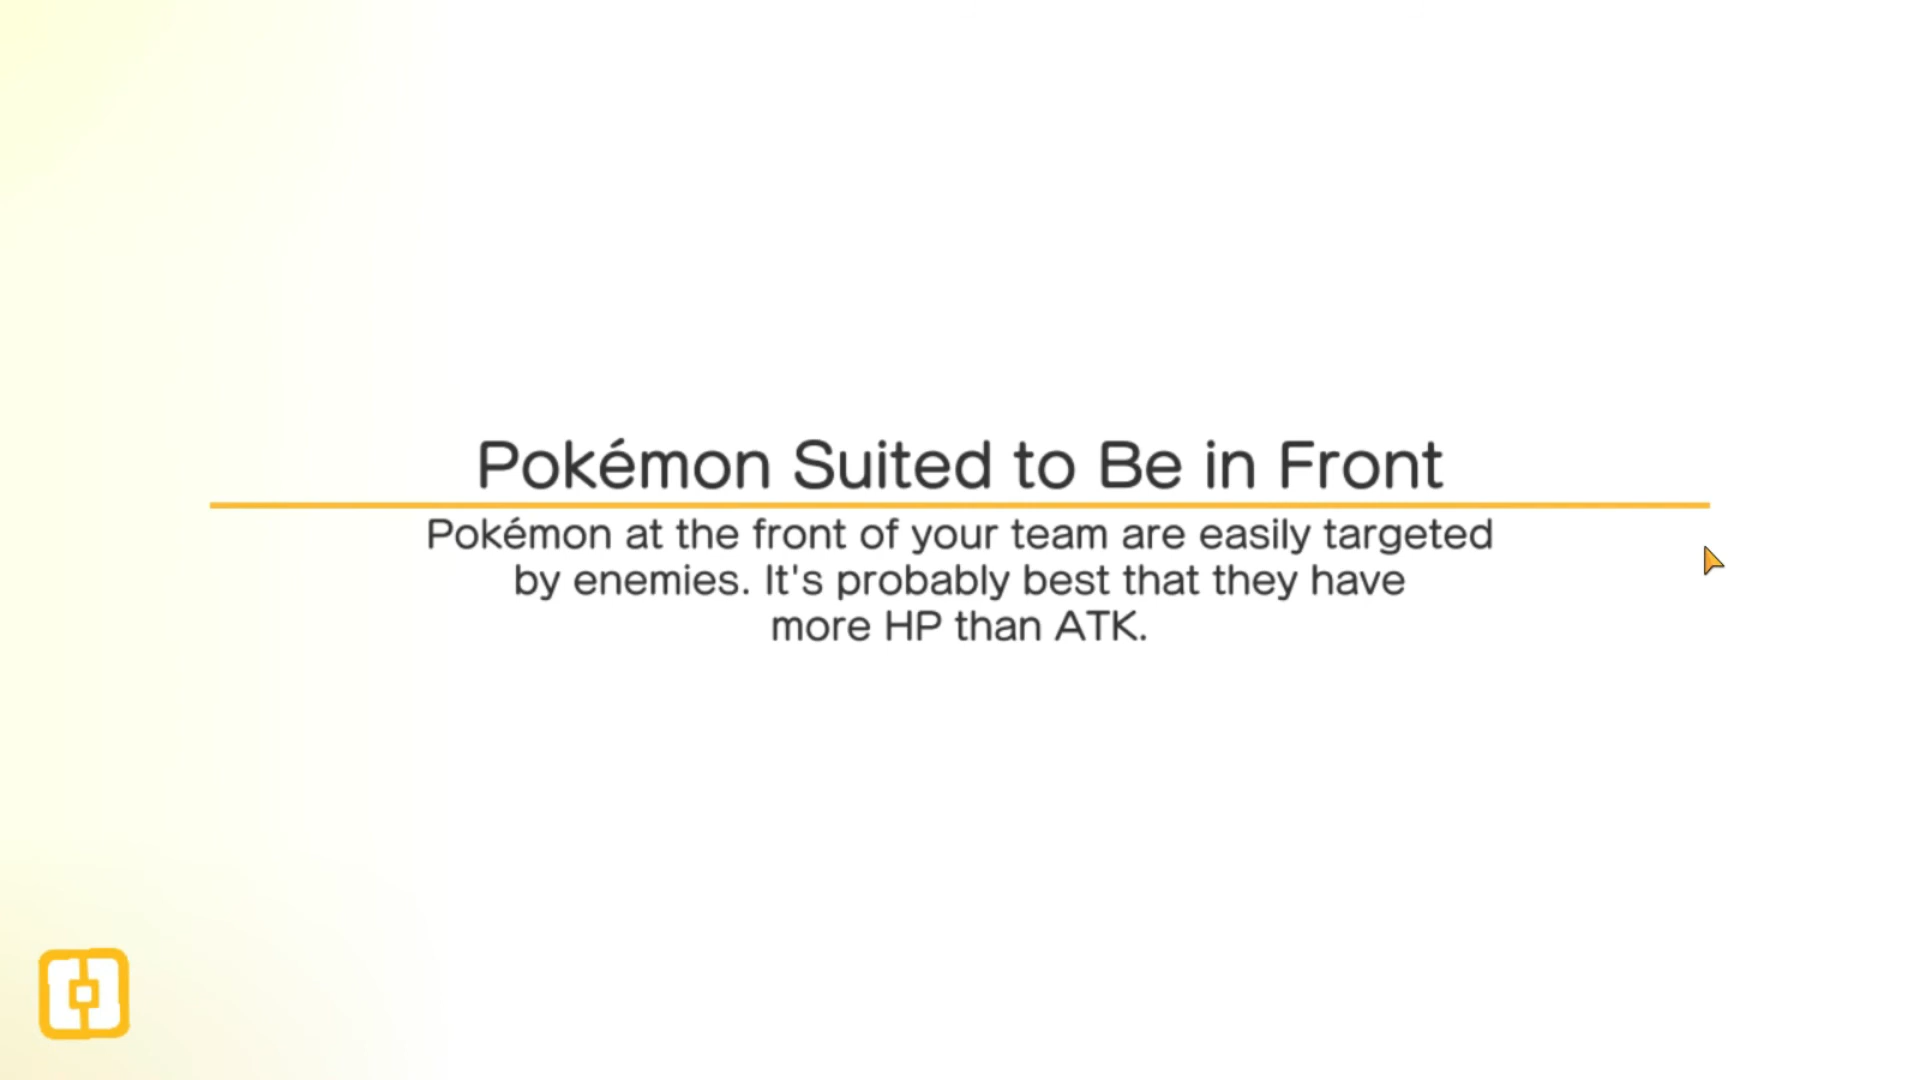 Pokémon Suited to Be in Front
Pokémon at the front of your team are easily targeted
by enemies. It's probably best that they have
more HP than ATK.